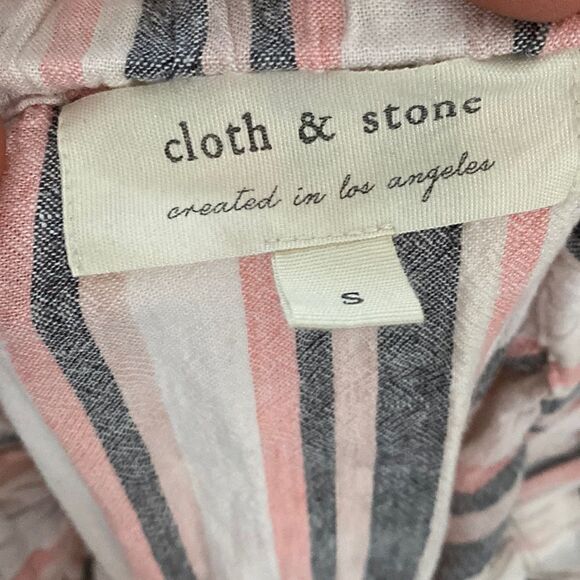 cloth & stone
created in los angeles
S